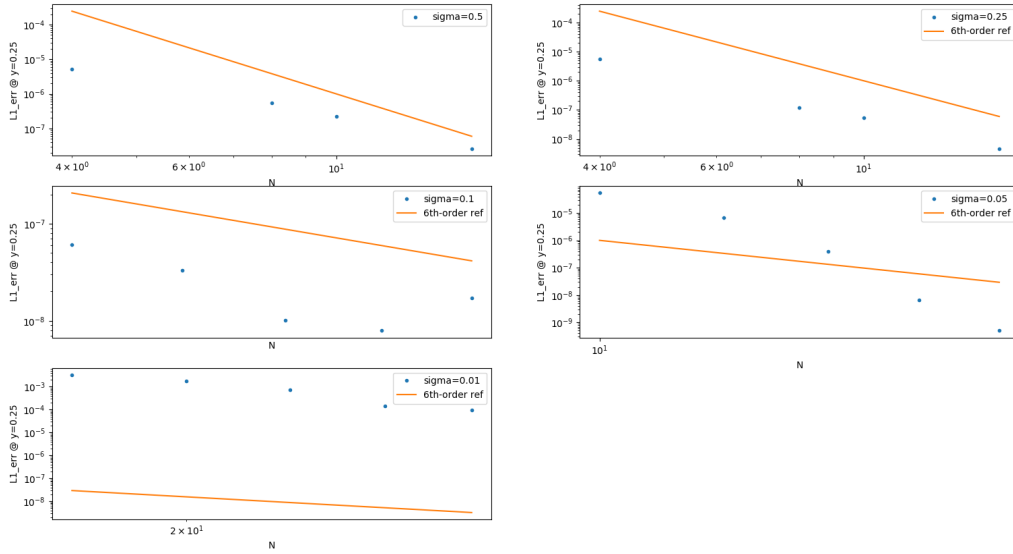 10⁻⁴
10⁻⁵
10⁻⁶
10⁻⁷
L1_err @ y=0.25
sigma=0.5
4 × 10⁰
6 × 10⁰
10¹
N
10⁻⁴
10⁻⁵
10⁻⁶
10⁻⁷
10⁻⁸
L1_err @ y=0.25
sigma=0.25
6th-order ref
4 × 10⁰
6 × 10⁰
10¹
N
10⁻⁷
10⁻⁸
L1_err @ y=0.25
sigma=0.1
6th-order ref
N
10⁻⁵
10⁻⁶
10⁻⁷
10⁻⁸
10⁻⁹
L1_err @ y=0.25
sigma=0.05
6th-order ref
10¹
N
10⁻³
10⁻⁴
10⁻⁵
10⁻⁶
10⁻⁷
10⁻⁸
L1_err @ y=0.25
sigma=0.01
6th-order ref
2 × 10¹
N